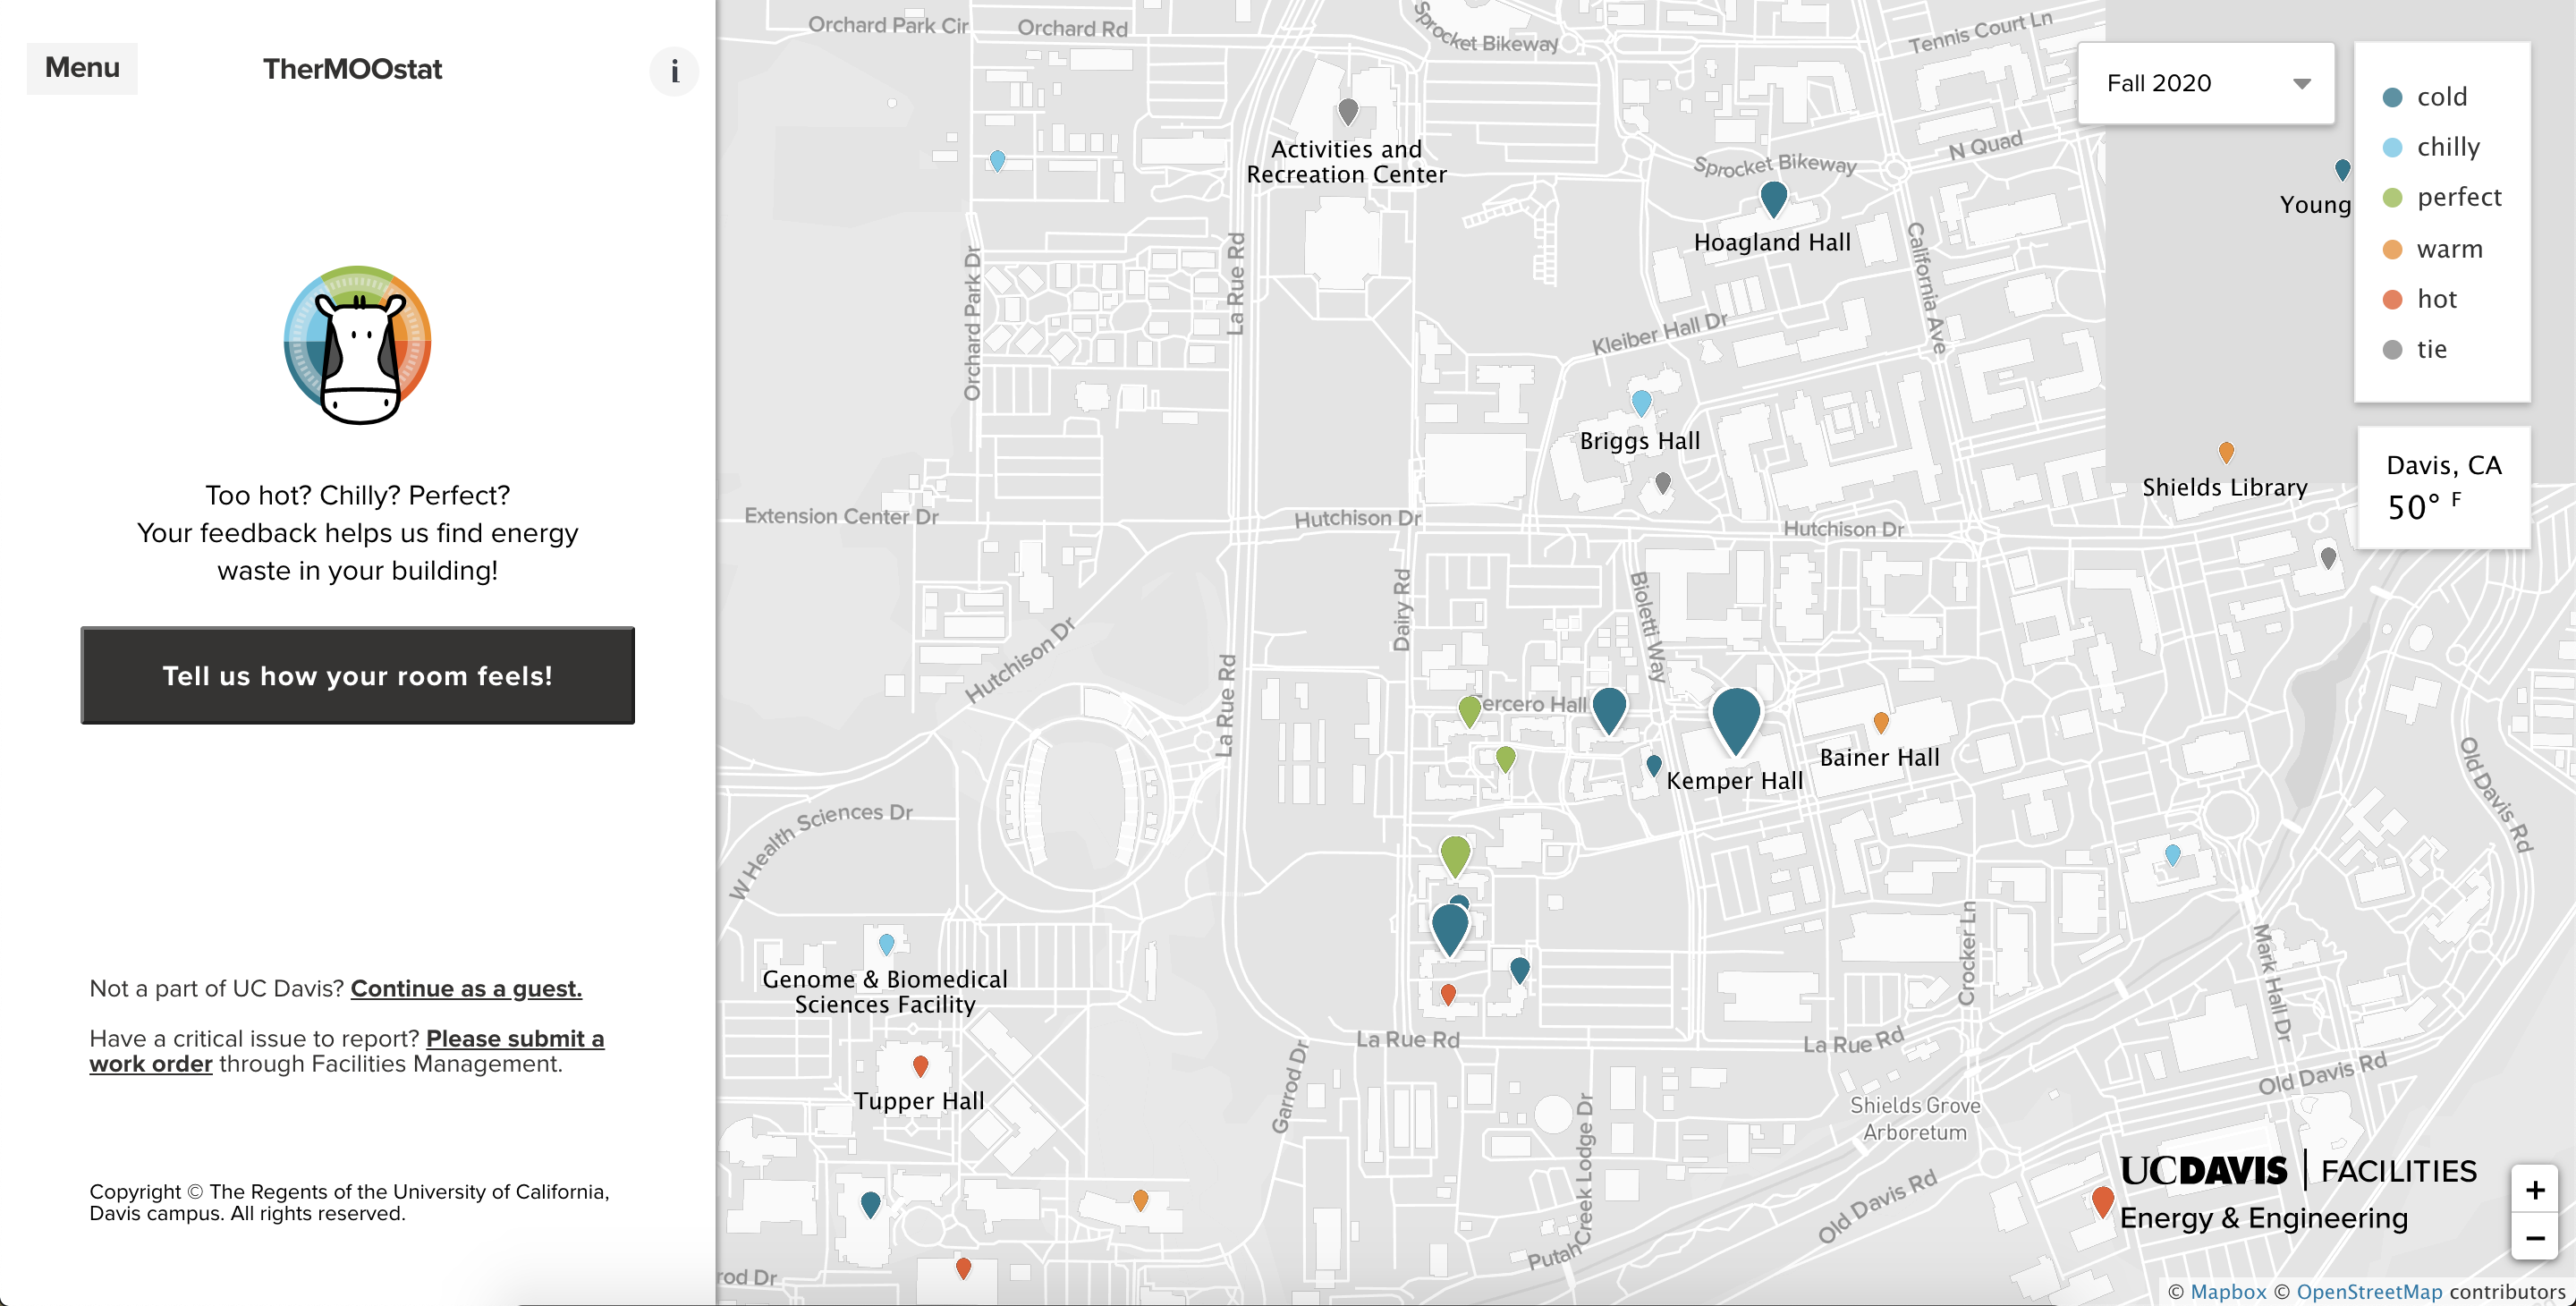 Menu
TherMOOstat
i
Too hot? Chilly? Perfect?
Your feedback helps us find energy
waste in your building!
Tell us how your room feels!
Not a part of UC Davis? Continue as a guest.
Have a critical issue to report? Please submit a
work order through Facilities Management.
Copyright © The Regents of the University of California,
Davis campus. All rights reserved.
Orchard Park Cir
Orchard Rd
Sprocket Bikeway
Tennis Court Ln
Fall 2020
cold
chilly
perfect
warm
hot
tie
Davis, CA
50° F
Activities and
Recreation Center
Sprocket Bikeway
N Quad
Young
Hoagland Hall
Orchard Park Dr
La Rue Rd
California Ave
Kleiber Hall Dr
Briggs Hall
Shields Library
Extension Center Dr
Hutchison Dr
Hutchison Dr
Hutchison Dr
Dairy Rd
Bioletti Way
La Rue Rd
ercero Hall
Kemper Hall
Bainer Hall
Old Davis Rd
W Health Sciences Dr
Genome & Biomedical
Sciences Facility
Crocker Ln
Mark Hall Dr
La Rue Rd
La Rue Rd
Tupper Hall
Garrod Dr
Old Davis Rd
Shields Grove
Arboretum
Putah Creek Lodge Dr
Old Davis Rd
rod Dr
UCDAVIS | FACILITIES
Energy & Engineering
+
−
© Mapbox © OpenStreetMap contributors